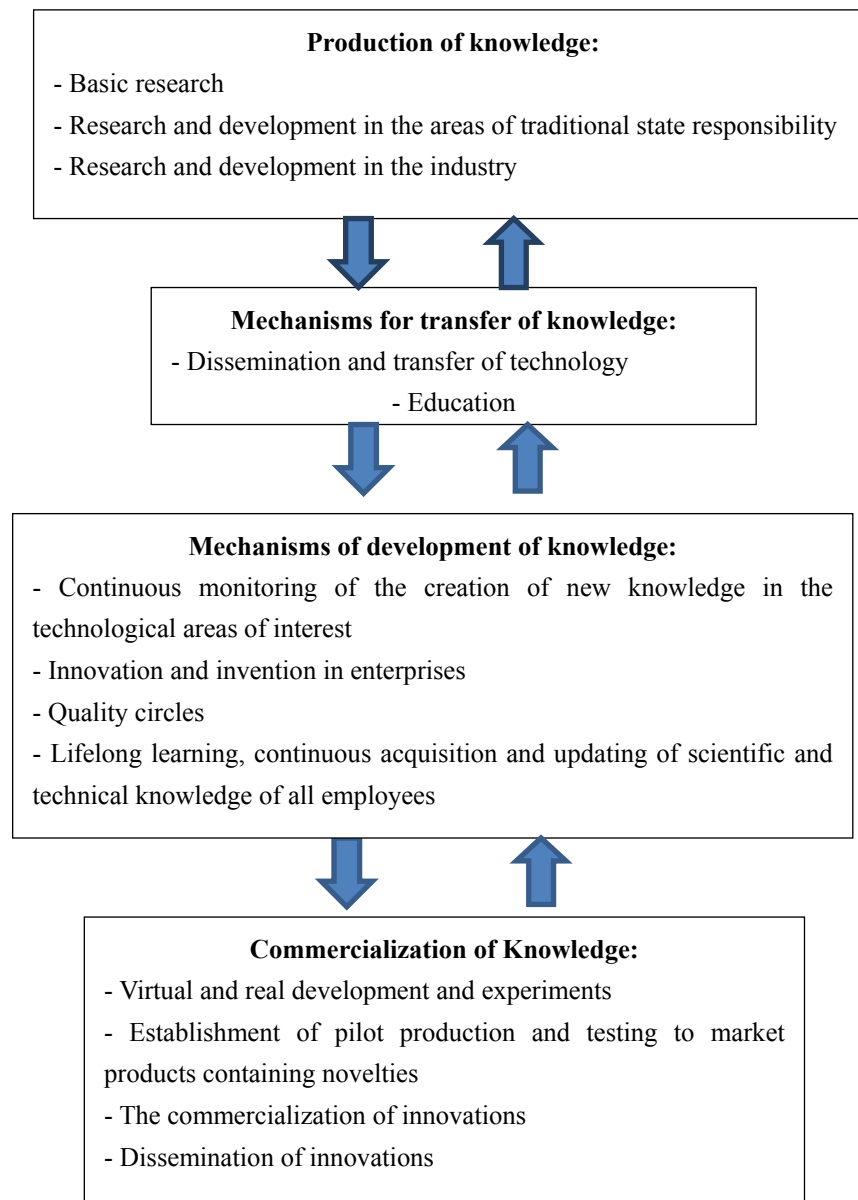 Production of knowledge:
- Basic research
- Research and development in the areas of traditional state responsibility
- Research and development in the industry
Mechanisms for transfer of knowledge:
- Dissemination and transfer of technology
- Education
Mechanisms of development of knowledge:
- Continuous monitoring of the creation of new knowledge in the
technological areas of interest
- Innovation and invention in enterprises
- Quality circles
- Lifelong learning, continuous acquisition and updating of scientific and
technical knowledge of all employees
Commercialization of Knowledge:
- Virtual and real development and experiments
- Establishment of pilot production and testing to market
products containing novelties
- The commercialization of innovations
- Dissemination of innovations